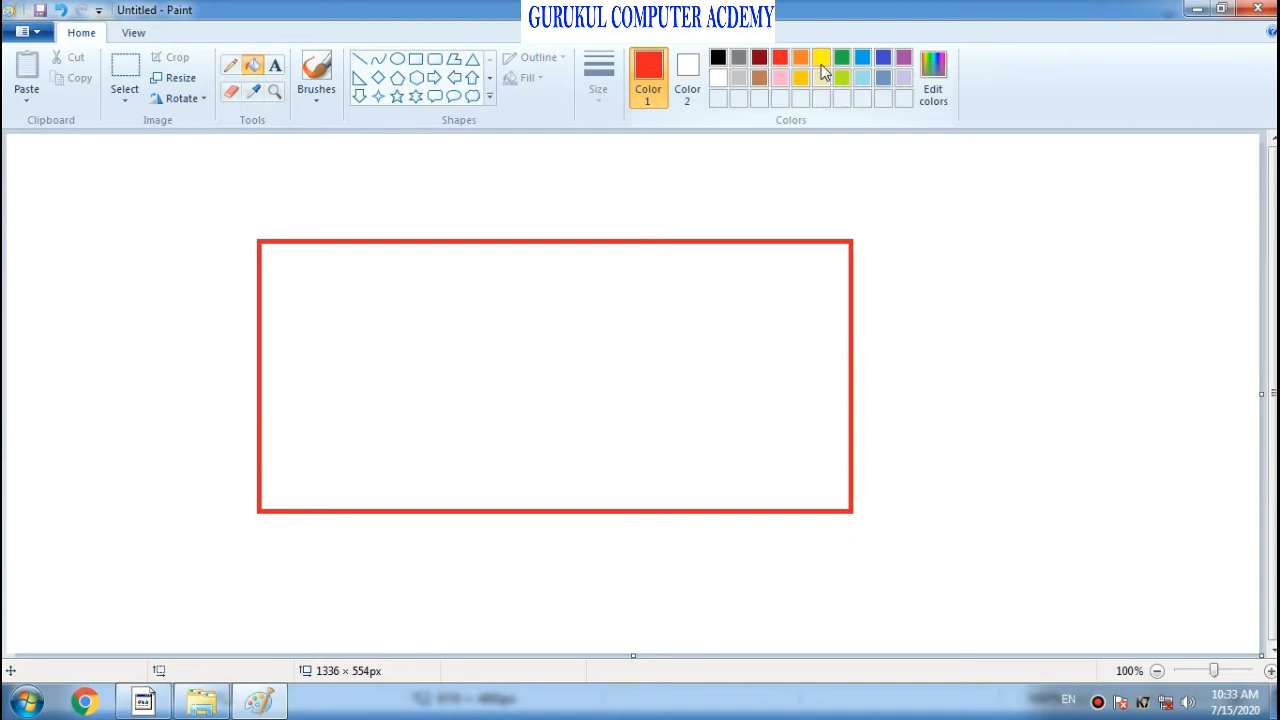 Untitled - Paint
GURUKUL COMPUTER ACDEMY
Home View
Paste
Cut
Copy
Clipboard
Select
Crop
Resize
Rotate
Image
A
Tools
Brushes
Outline
Fill
Shapes
Size
Color 1
Color 2
Edit colors
Colors
1336 × 554px
100%
EN
K7
10:33 AM
7/15/2020